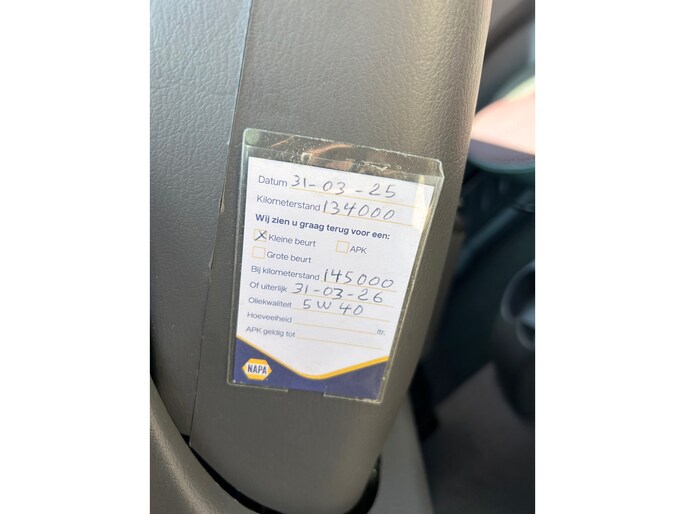 Datum 31-03-25
Kilometerstand 134000
Wij zien u graag terug voor een:
Kleine beurt APK
Grote beurt
Bij kilometerstand 145000
Of uiterlijk 31-03-26
Oliekwaliteit 5W40
Hoeveelheid ltr.
APK geldig tot
NAPA